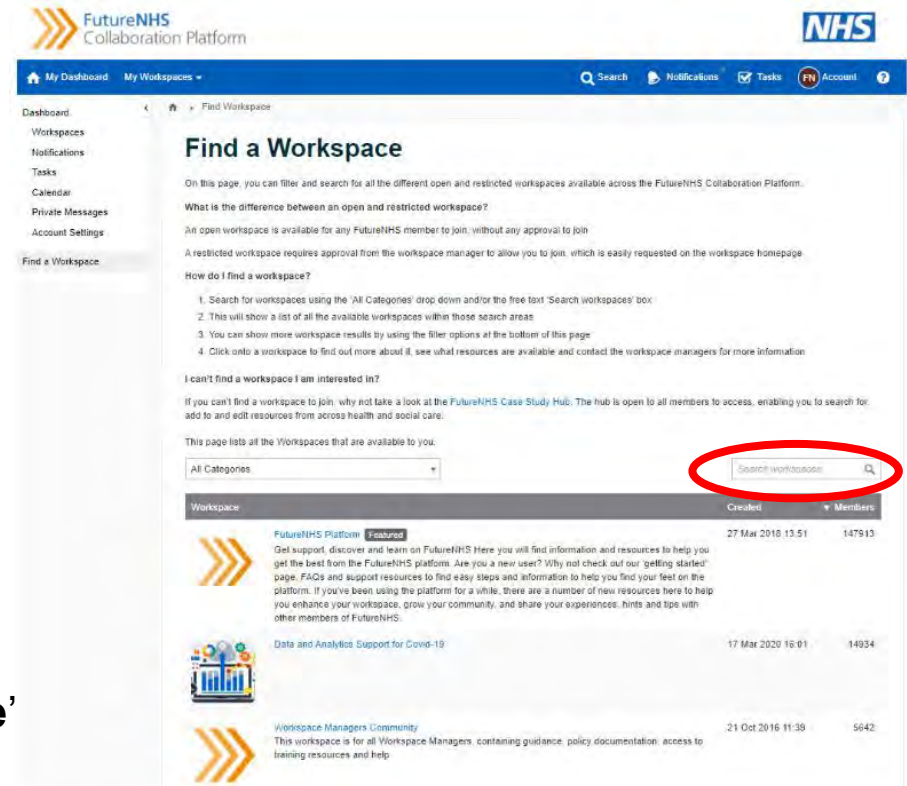 FutureNHS
Collaboration Platform
NHS
My Dashboard My Workspaces
Search Notifications Tasks FN Account ?
Dashboard
Workspaces
Notifications
Tasks
Calendar
Private Messages
Account Settings
Find a Workspace
Find Workspace
Find a Workspace
On this page, you can filter and search for all the different open and restricted workspaces available across the FutureNHS Collaboration Platform.
What is the difference between an open and restricted workspace?
An open workspace is available for any FutureNHS member to join, without any approval to join
A restricted workspace requires approval from the workspace manager to allow you to join, which is easily requested on the workspace homepage
How do I find a workspace?
1. Search for workspaces using the 'All Categories' drop down and/or the free text 'Search workspaces' box
2. This will show a list of all the available workspaces within those search areas
3. You can show more workspace results by using the filter options at the bottom of this page
4. Click onto a workspace to find out more about it, see what resources are available and contact the workspace managers for more information
I can't find a workspace I am interested in?
If you can't find a workspace to join, why not take a look at the FutureNHS Case Study Hub. The hub is open to all members to access, enabling you to search for,
add to and edit resources from across health and social care.
This page lists all the Workspaces that are available to you.
All Categories
Search workspaces
Workspace Created Members
FutureNHS Platform Featured 27 Mar 2018 13:51 147913
Get support, discover and learn on FutureNHS Here you will find information and resources to help you
get the best from the FutureNHS platform. Are you a new user? Why not check out our 'getting started'
page, FAQs and support resources to find easy steps and information to help you find your feet on the
platform. If you've been using the platform for a while, there are a number of new resources here to help
you enhance your workspace, grow your community, and share your experiences, hints and tips with
other members of FutureNHS.
Data and Analytics Support for Covid-19 17 Mar 2020 16:01 14934
e'
Workspace Managers Community 21 Oct 2016 11:39 5642
This workspace is for all Workspace Managers, containing guidance, policy documentation, access to
training resources and help